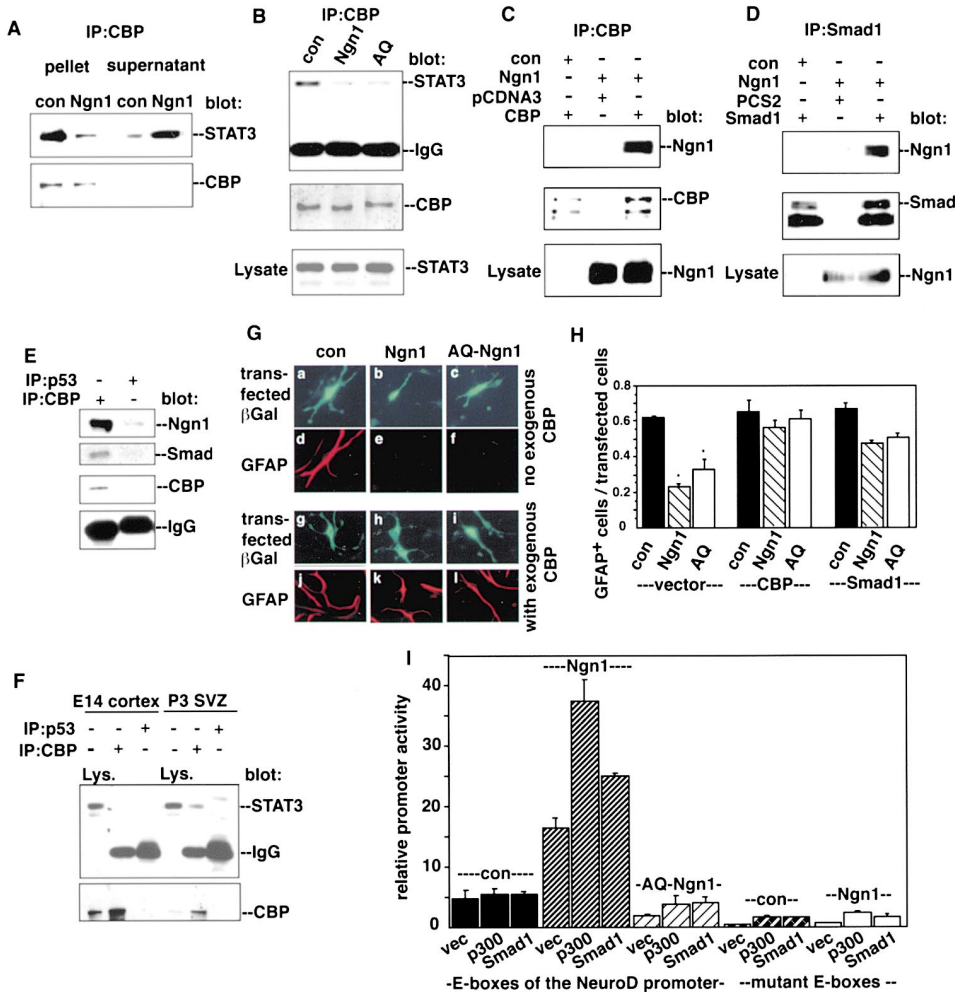 A
IP:CBP
pellet supernatant
con Ngn1 con Ngn1 blot:
--STAT3
--CBP
B
IP:CBP
con Ngn1 AQ blot:
--STAT3
--IgG
--CBP
Lysate --STAT3
C
IP:CBP
con + - -
Ngn1 - + +
pCDNA3 - + -
CBP + - + blot:
--Ngn1
--CBP
Lysate --Ngn1
D
IP:Smad1
con + - -
Ngn1 - + +
PCS2 - + -
Smad1 + - + blot:
--Ngn1
--Smad
Lysate --Ngn1
E
IP:p53 - +
IP:CBP + - blot:
--Ngn1
--Smad
--CBP
--IgG
F
E14 cortex P3 SVZ
IP:p53 - - + - - +
IP:CBP - + - - + -
Lys. Lys. blot:
--STAT3
--IgG
--CBP
G
con Ngn1 AQ-Ngn1
trans-
fected
βGal
a b c
GFAP
d e f
no exogenous
CBP
trans-
fected
βGal
g h i
GFAP
j k l
with exogenous
CBP
H
GFAP+ cells / transfected cells
0.8
0.6
0.4
0.2
0
con Ngn1 AQ con Ngn1 AQ con Ngn1 AQ
---vector--- ---CBP--- ---Smad1---
I
relative promoter activity
40
30
20
10
0
----con----
----Ngn1----
-AQ-Ngn1-
--con--
--Ngn1--
vec p300 Smad1 vec p300 Smad1 vec p300 Smad1 vec p300 Smad1 vec p300 Smad1
-E-boxes of the NeuroD promoter- --mutant E-boxes --